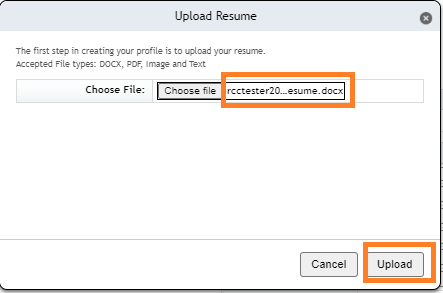 Upload Resume
The first step in creating your profile is to upload your resume.
Accepted File types: DOCX, PDF, Image and Text
Choose File: Choose file rcctester20...esume.docx
Cancel Upload